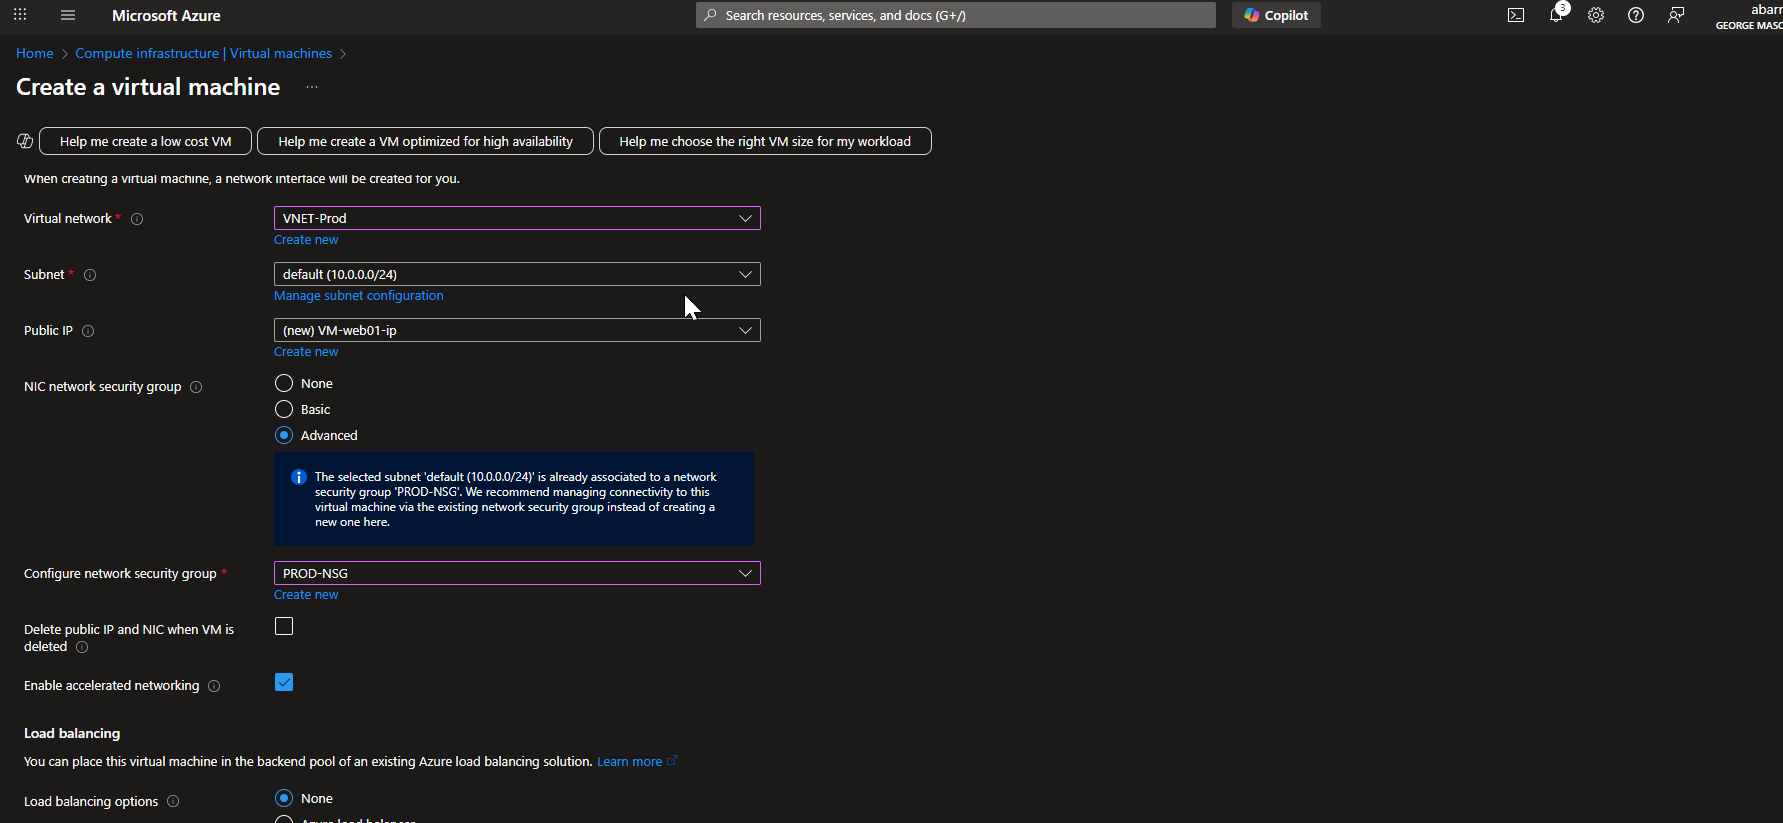 Microsoft Azure
Search resources, services, and docs (G+/)
Copilot
3
abarr
GEORGE MASO
Home > Compute infrastructure | Virtual machines >
Create a virtual machine ...
Help me create a low cost VM
Help me create a VM optimized for high availability
Help me choose the right VM size for my workload
When creating a virtual machine, a network interface will be created for you.
Virtual network *
VNET-Prod
Create new
Subnet *
default (10.0.0.0/24)
Manage subnet configuration
Public IP
(new) VM-web01-ip
Create new
NIC network security group
None
Basic
Advanced
The selected subnet 'default (10.0.0.0/24)' is already associated to a network
security group 'PROD-NSG'. We recommend managing connectivity to this
virtual machine via the existing network security group instead of creating a
new one here.
Configure network security group *
PROD-NSG
Create new
Delete public IP and NIC when VM is
deleted
Enable accelerated networking
Load balancing
You can place this virtual machine in the backend pool of an existing Azure load balancing solution. Learn more
Load balancing options
None
Azure load balancer